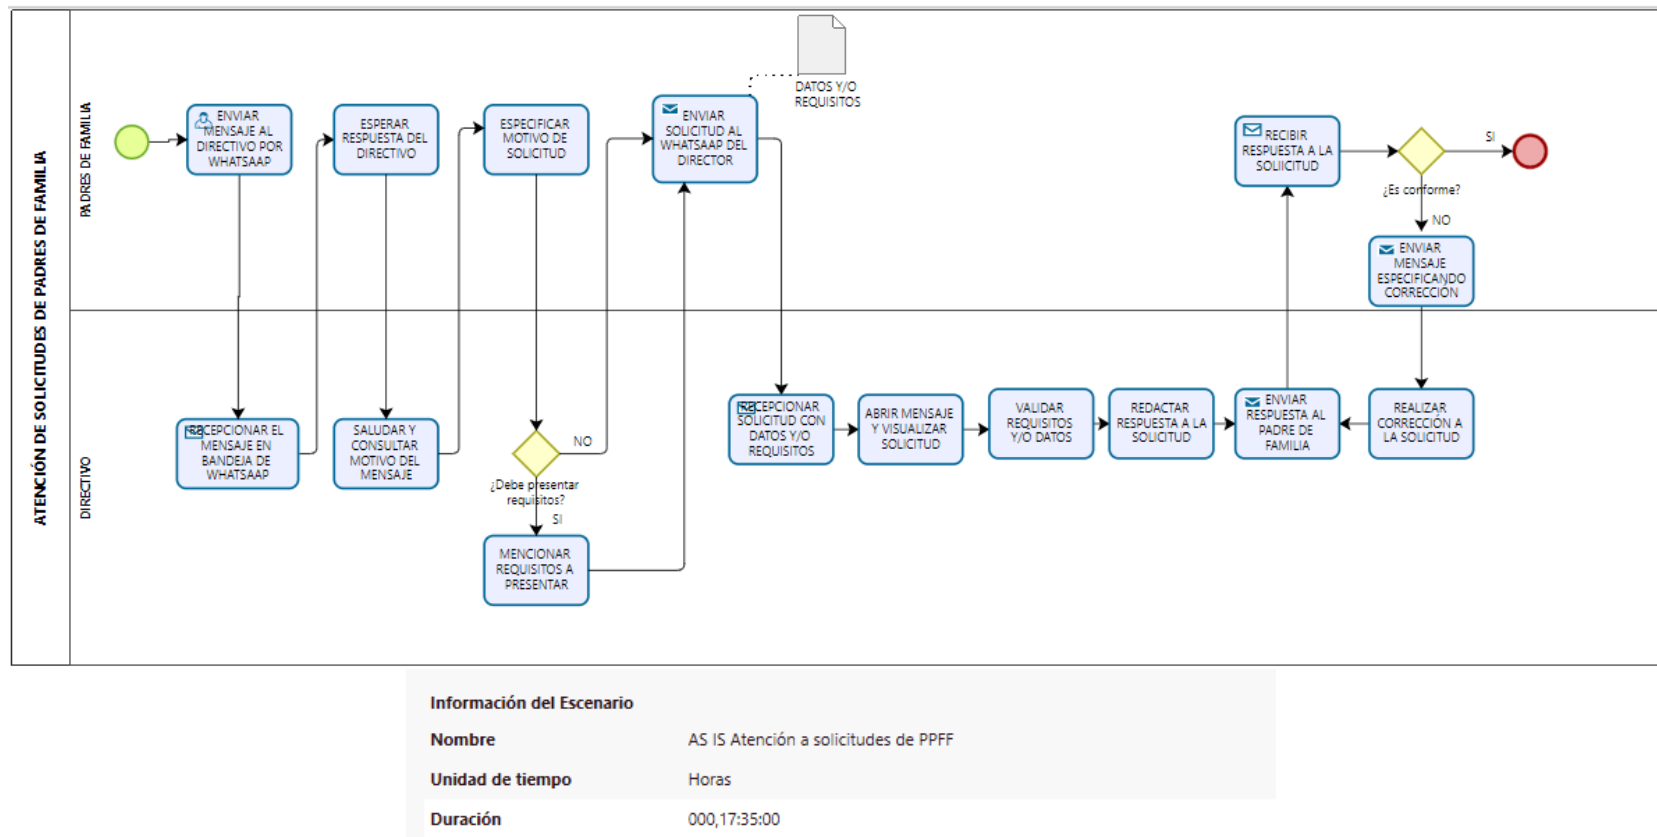 ATENCIÓN DE SOLICITUDES DE PADRES DE FAMILIA
PADRES DE FAMILIA
ENVIAR
MENSAJE AL
DIRECTIVO POR
WHATSAAP
ESPERAR
RESPUESTA DEL
DIRECTIVO
ESPECIFICAR
MOTIVO DE
SOLICITUD
ENVIAR
SOLICITUD AL
WHATSAAP DEL
DIRECTOR
DATOS Y/O
REQUISITOS
RECIBIR
RESPUESTA A LA
SOLIICITUD
SI
¿Es conforme?
NO
ENVIAR
MENSAJE
ESPECIFICANDO
CORRECCIÓN
DIRECTIVO
RECEPCIONAR EL
MENSAJE EN
BANDEJA DE
WHATSAAP
SALUDAR Y
CONSULTAR
MOTIVO DEL
MENSAJE
NO
¿Debe presentar
requisitos?
SI
MENCIONAR
REQUISITOS A
PRESENTAR
RECEPCIONAR
SOLICITUD CON
DATOS Y/O
REQUISITOS
ABRIR MENSAJE
Y VISUALIZAR
SOLICITUD
VALIDAR
REQUISITOS
Y/O DATOS
REDACTAR
RESPUESTA A LA
SOLICITUD
ENVIAR
RESPUESTA AL
PADRE DE
FAMILIA
REALIZAR
CORRECCIÓN A
LA SOLICITUD
Información del Escenario
Nombre AS IS Atención a solicitudes de PPFF
Unidad de tiempo Horas
Duración 000,17:35:00